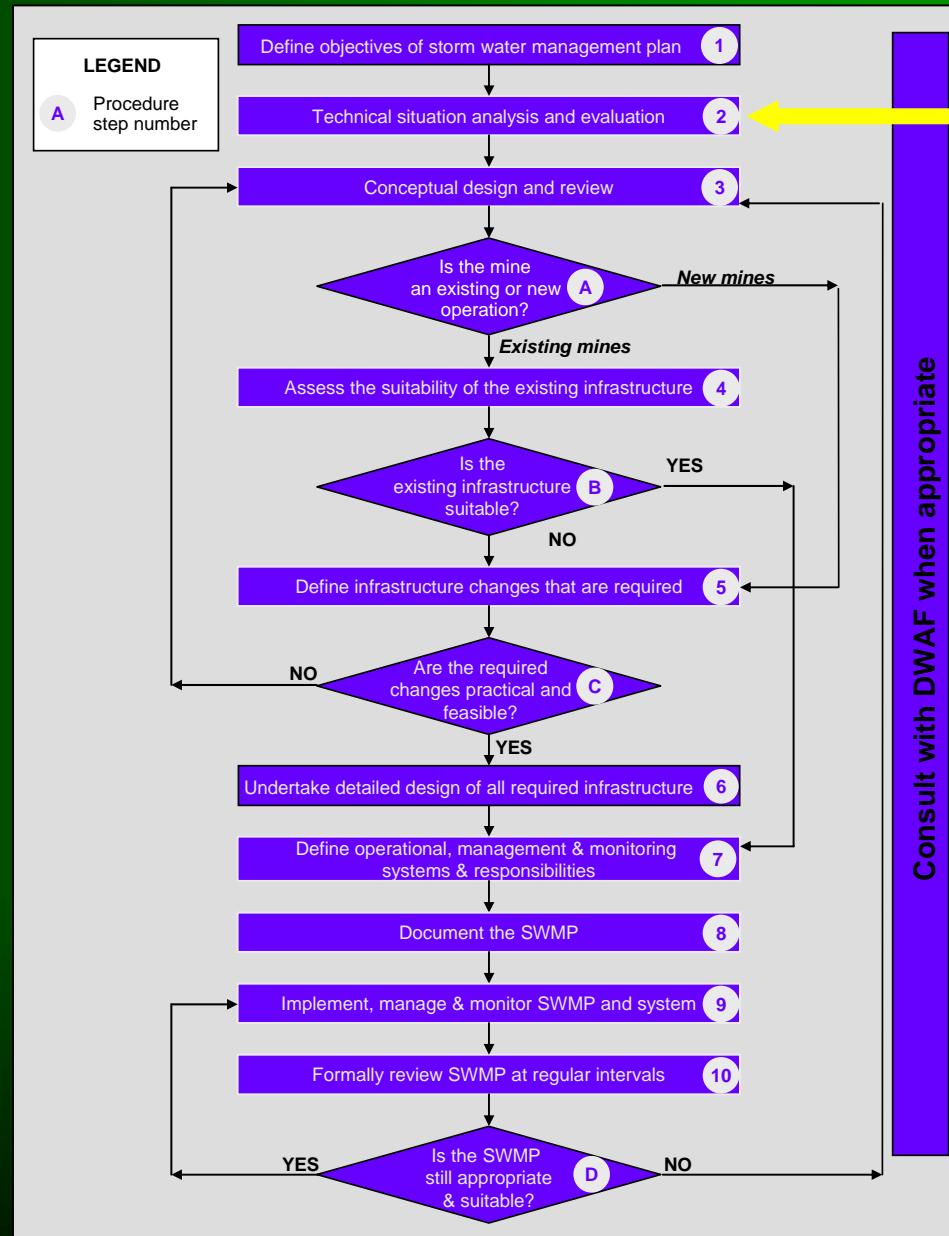 LEGEND
A
Procedure
step number
Define objectives of storm water management plan 1
Technical situation analysis and evaluation 2
Conceptual design and review 3
Is the mine
an existing or new
operation?
A
New mines
Existing mines
Assess the suitability of the existing infrastructure 4
Is the
existing infrastructure
suitable?
B
YES
NO
Define infrastructure changes that are required 5
Are the required
changes practical and
feasible?
C
NO
YES
Undertake detailed design of all required infrastructure 6
Define operational, management & monitoring
systems & responsibilities
7
Document the SWMP 8
Implement, manage & monitor SWMP and system 9
Formally review SWMP at regular intervals 10
Is the SWMP
still appropriate
& suitable?
D
YES
NO
Consult with DWAF when appropriate